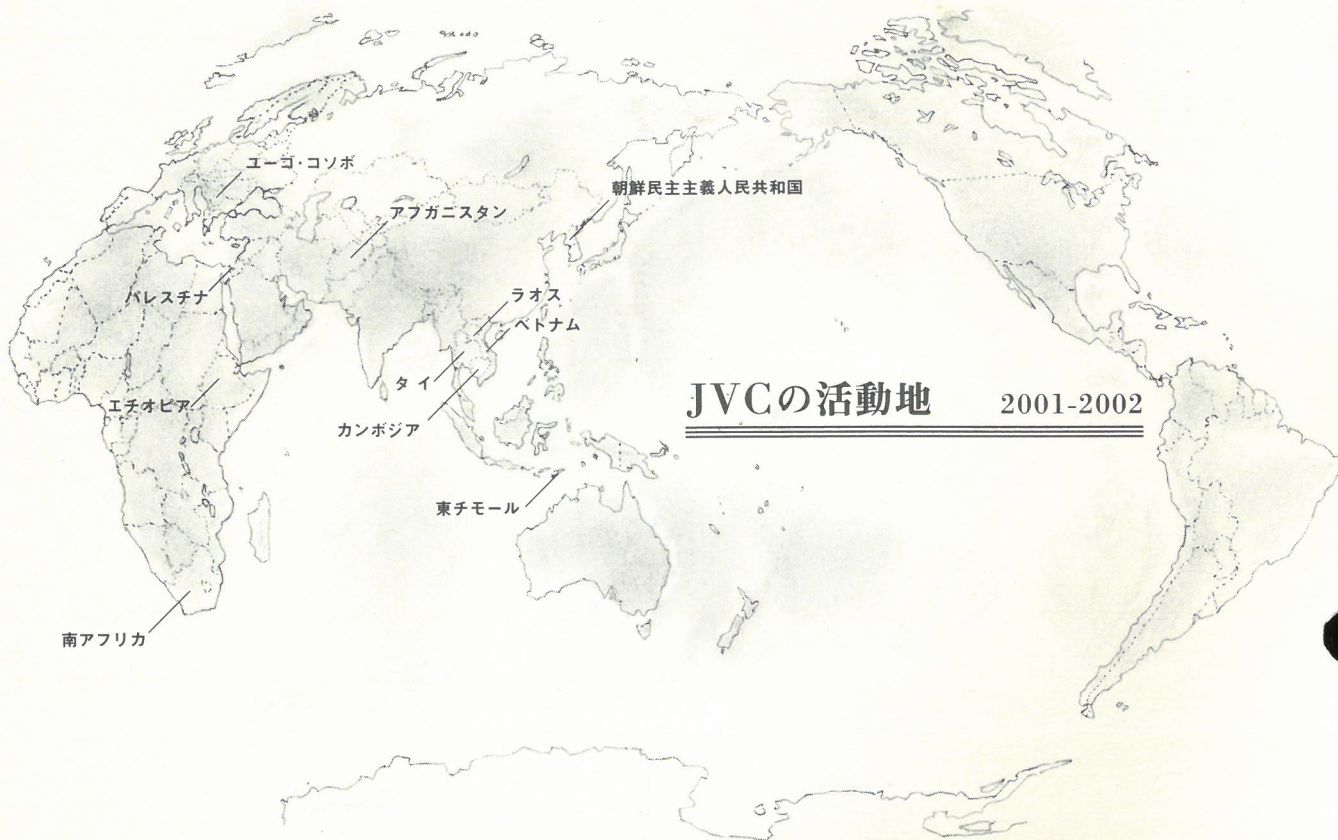 ユーゴ・コソボ
朝鮮民主主義人民共和国
アフガニスタン
パレスチナ
ラオス
ベトナム
タイ
エチオピア
カンボジア
JVCの活動地 2001-2002
東チモール
南アフリカ